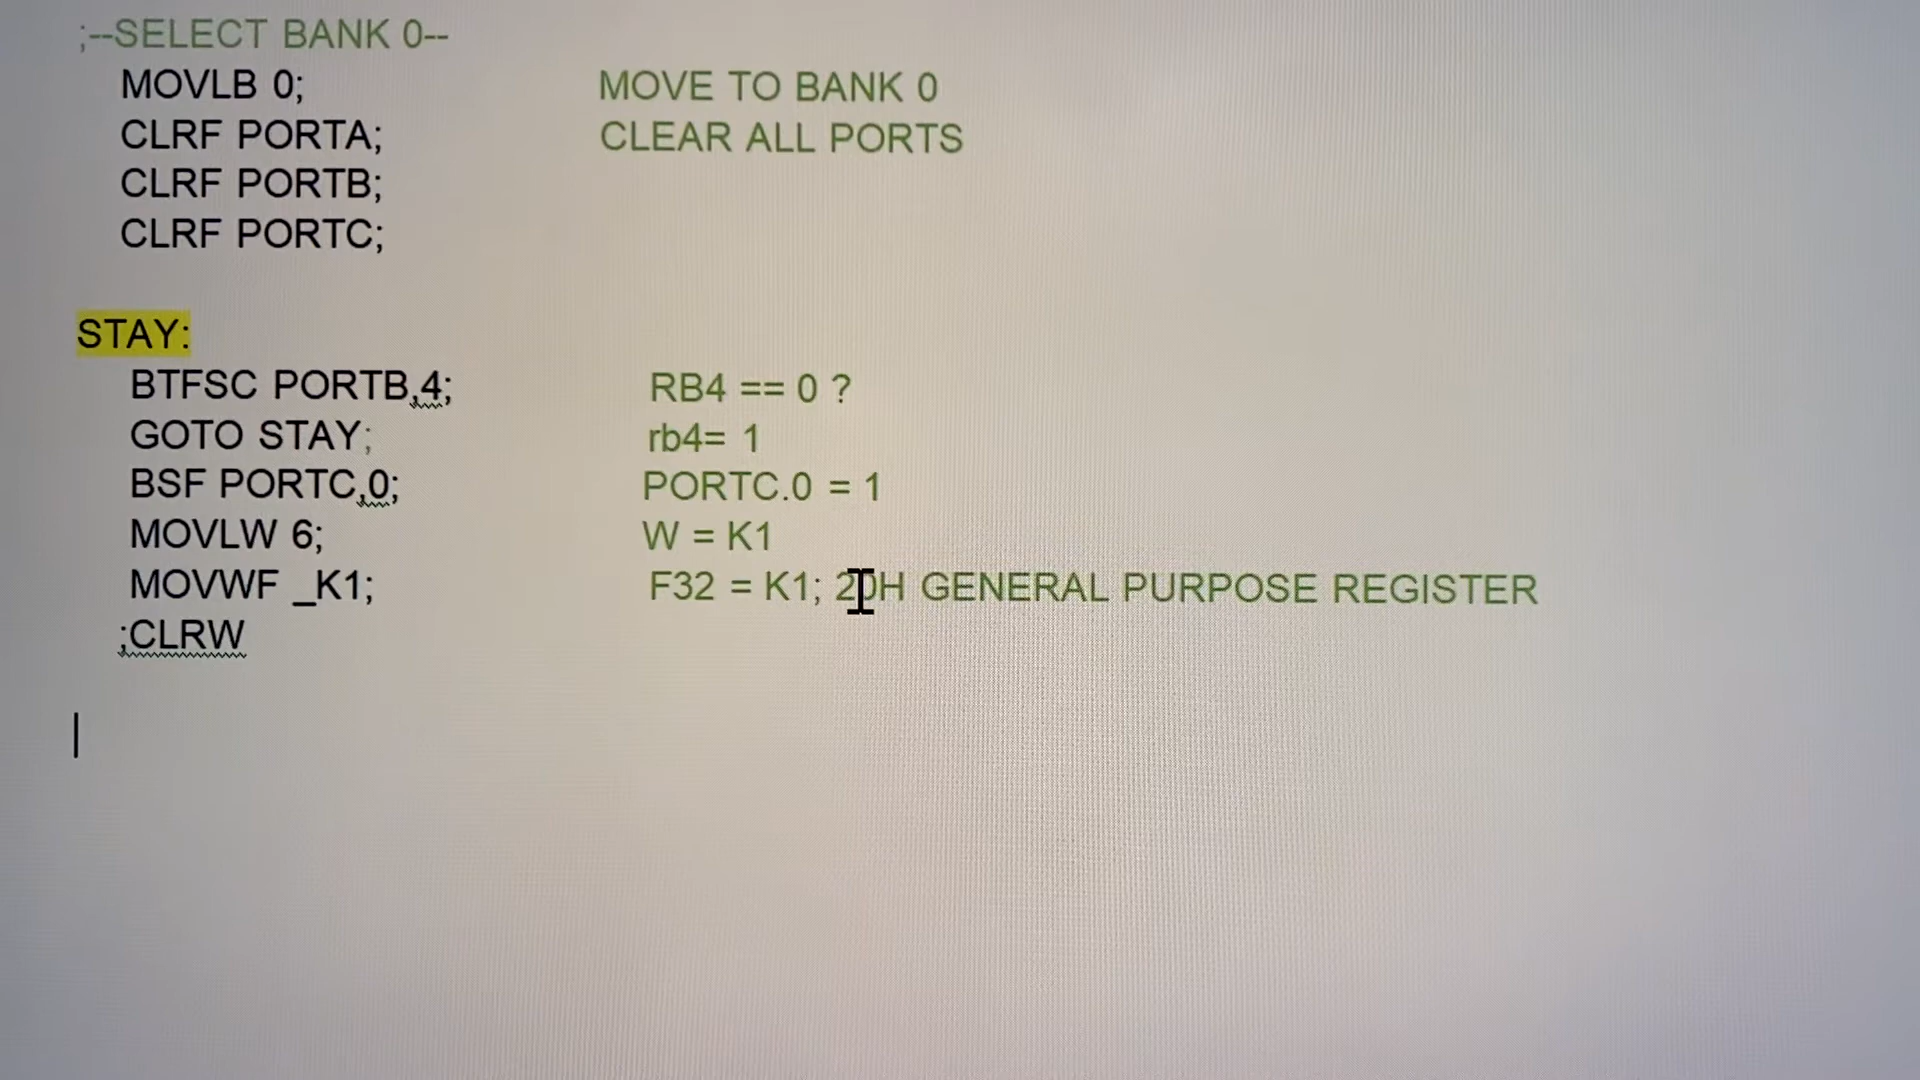 ;--SELECT BANK 0--
MOVLB 0; MOVE TO BANK 0
CLRF PORTA; CLEAR ALL PORTS
CLRF PORTB;
CLRF PORTC;
STAY:
BTFSC PORTB,4; RB4 == 0 ?
GOTO STAY; rb4= 1
BSF PORTC,0; PORTC.0 = 1
MOVLW 6; W = K1
MOVWF _K1; F32 = K1; 20H GENERAL PURPOSE REGISTER
;CLRW